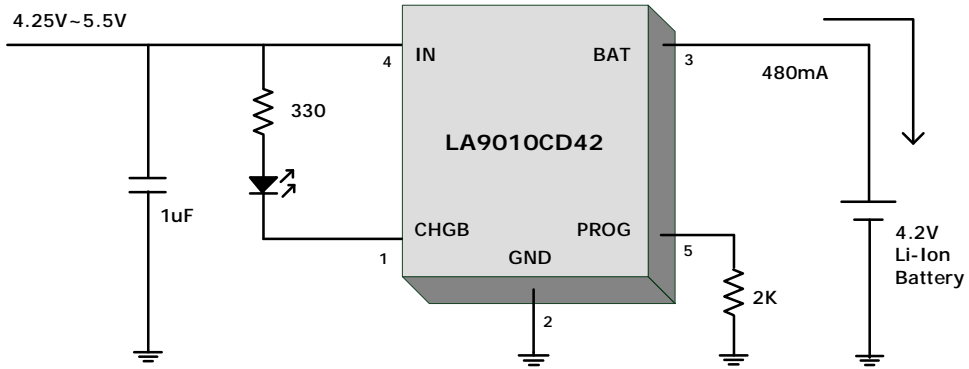 4.25V~5.5V
4
IN
BAT
3
480mA
330
LA9010CD42
1uF
CHGB
PROG
1
GND
5
2
2K
4.2V
Li-Ion
Battery